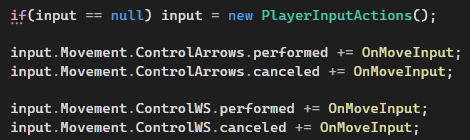 if(input == null) input = new PlayerInputActions();
input.Movement.ControlArrows.performed += OnMoveInput;
input.Movement.ControlArrows.canceled += OnMoveInput;
input.Movement.ControlWS.performed += OnMoveInput;
input.Movement.ControlWS.canceled += OnMoveInput;